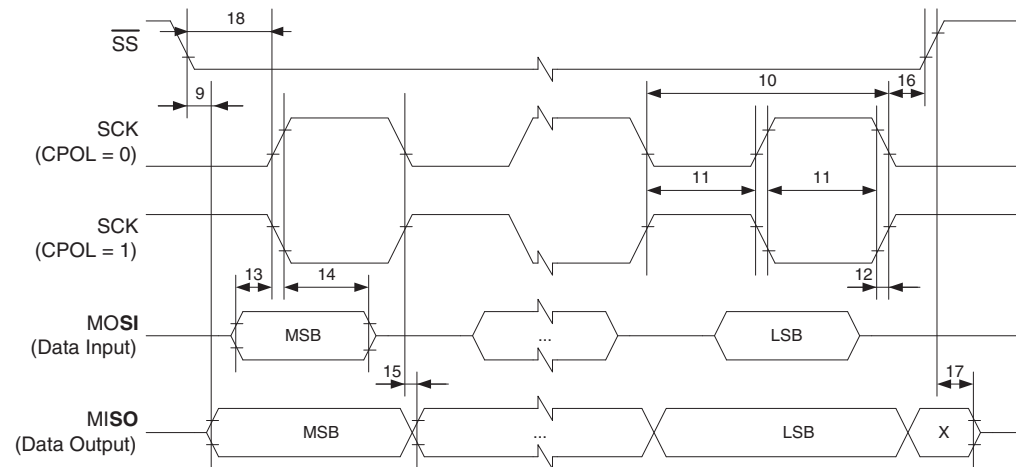 18
SS
10
9
16
SCK
(CPOL = 0)
11
11
SCK
(CPOL = 1)
13
14
12
MOSI
(Data Input)
MSB
...
LSB
15
17
MISO
(Data Output)
MSB
...
LSB
X